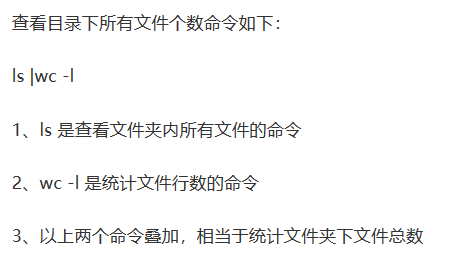 查看目录下所有文件个数命令如下：
ls |wc -l
1、ls 是查看文件夹内所有文件的命令
2、wc -l 是统计文件行数的命令
3、以上两个命令叠加，相当于统计文件夹下文件总数